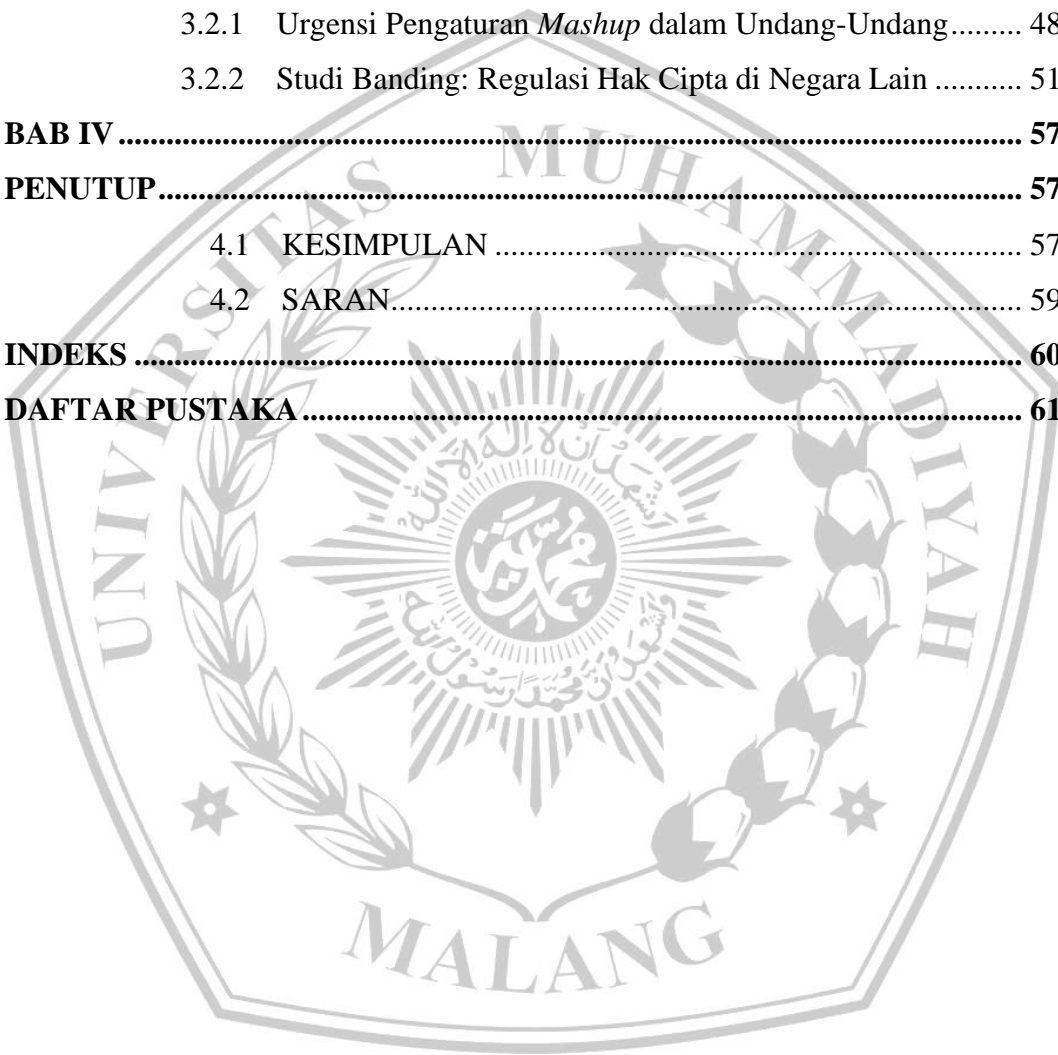 3.2.1 Urgensi Pengaturan Mashup dalam Undang-Undang......... 48
3.2.2 Studi Banding: Regulasi Hak Cipta di Negara Lain ........... 51
BAB IV ................................................................................................................... 57
PENUTUP.............................................................................................................. 57
4.1 KESIMPULAN ................................................................... 57
4.2 SARAN................................................................................ 59
INDEKS ................................................................................................................. 60
DAFTAR PUSTAKA ........................................................................................... 61
UNIVERSITAS MUHAMMADIYAH
MALANG